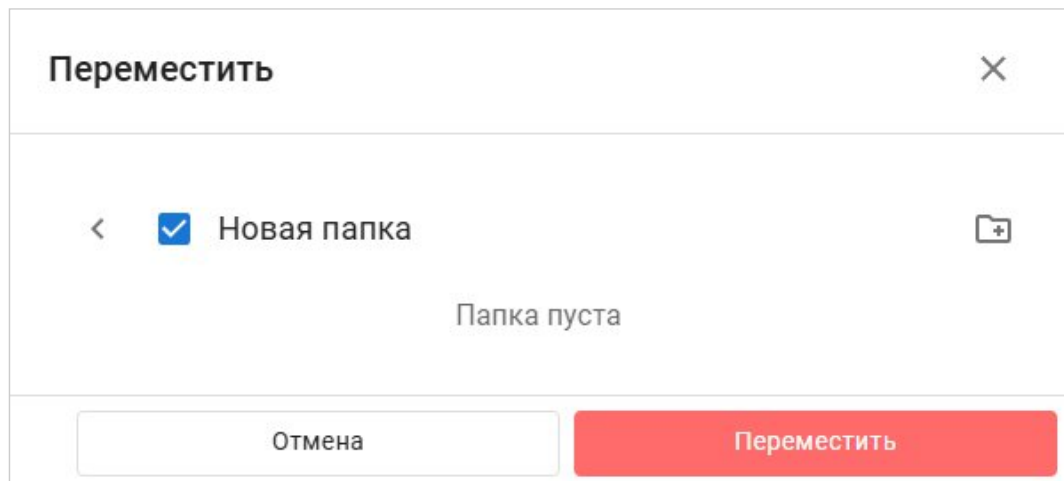 Переместить
Новая папка
Папка пуста
Отмена
Переместить